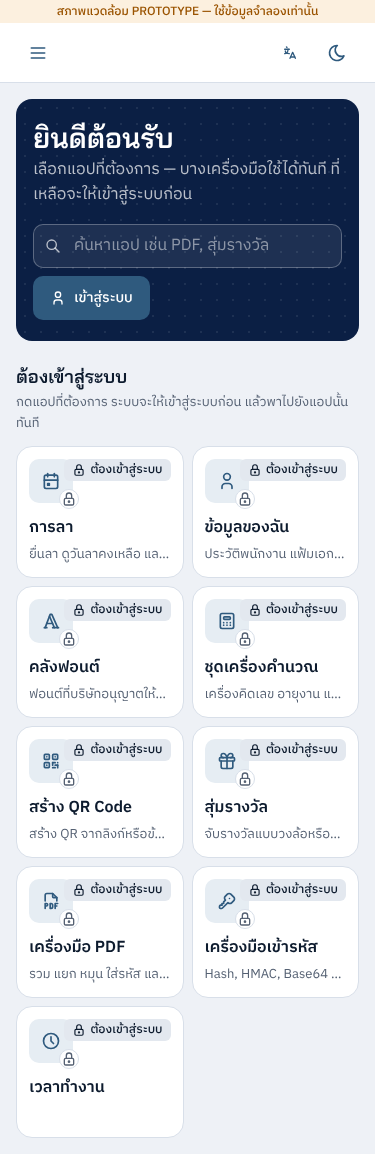 สภาพแวดล้อม PROTOTYPE — ใช้ข้อมูลจำลองเท่านั้น
ยินดีต้อนรับ
เลือกแอปที่ต้องการ — บางเครื่องมือใช้ได้ทันที ที่
เหลือจะให้เข้าสู่ระบบก่อน
ค้นหาแอป เช่น PDF, สุ่มรางวัล
เข้าสู่ระบบ
ต้องเข้าสู่ระบบ
กดแอปที่ต้องการ ระบบจะให้เข้าสู่ระบบก่อน แล้วพาไปยังแอปนั้น
ทันที
ต้องเข้าสู่ระบบ
การลา
ยื่นลา ดูวันลาคงเหลือ แล...
ต้องเข้าสู่ระบบ
ข้อมูลของฉัน
ประวัติพนักงาน แฟ้มเอก...
ต้องเข้าสู่ระบบ
คลังฟอนต์
ฟอนต์ที่บริษัทอนุญาตให้...
ต้องเข้าสู่ระบบ
ชุดเครื่องคำนวณ
เครื่องคิดเลข อายุงาน แ...
ต้องเข้าสู่ระบบ
สร้าง QR Code
สร้าง QR จากลิงก์หรือข้...
ต้องเข้าสู่ระบบ
สุ่มรางวัล
จับรางวัลแบบวงล้อหรือ...
PDF
ต้องเข้าสู่ระบบ
เครื่องมือ PDF
รวม แยก หมุน ใส่รหัส แล...
ต้องเข้าสู่ระบบ
เครื่องมือเข้ารหัส
Hash, HMAC, Base64 ...
ต้องเข้าสู่ระบบ
เวลาทำงาน